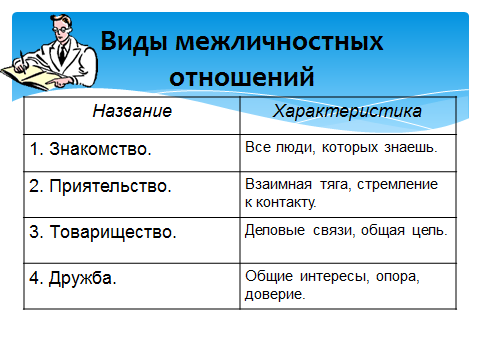 Виды межличностных
отношений
Название
Характеристика
1. Знакомство.
Все люди, которых знаешь.
2. Приятельство.
Взаимная тяга, стремление
к контакту.
3. Товарищество.
Деловые связи, общая цель.
4. Дружба.
Общие интересы, опора,
доверие.